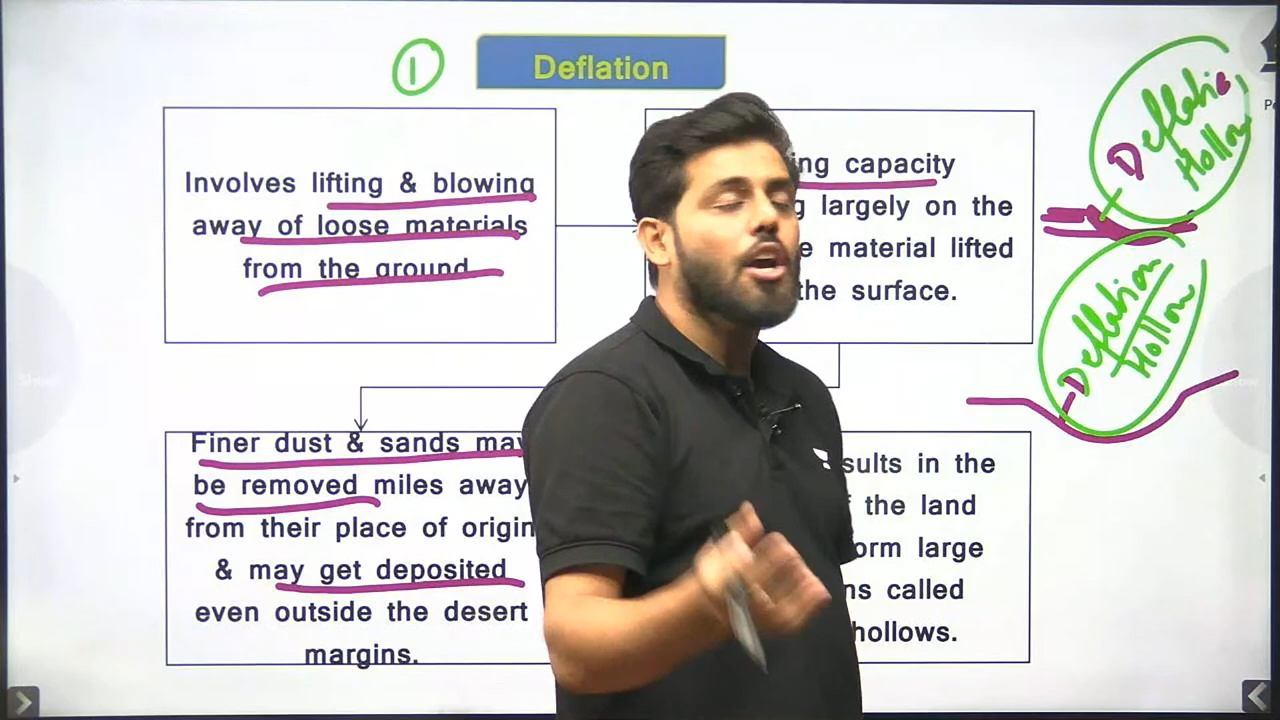 1
Deflation
Involves lifting & blowing
away of loose materials
from the ground
ing capacity
g largely on the
e material lifted
the surface.
Deflation
Hollow
Deflation
Hollow
Finer dust & sands may
be removed miles away
from their place of origin
& may get deposited
even outside the desert
margins.
sults in the
f the land
orm large
ns called
hollows.